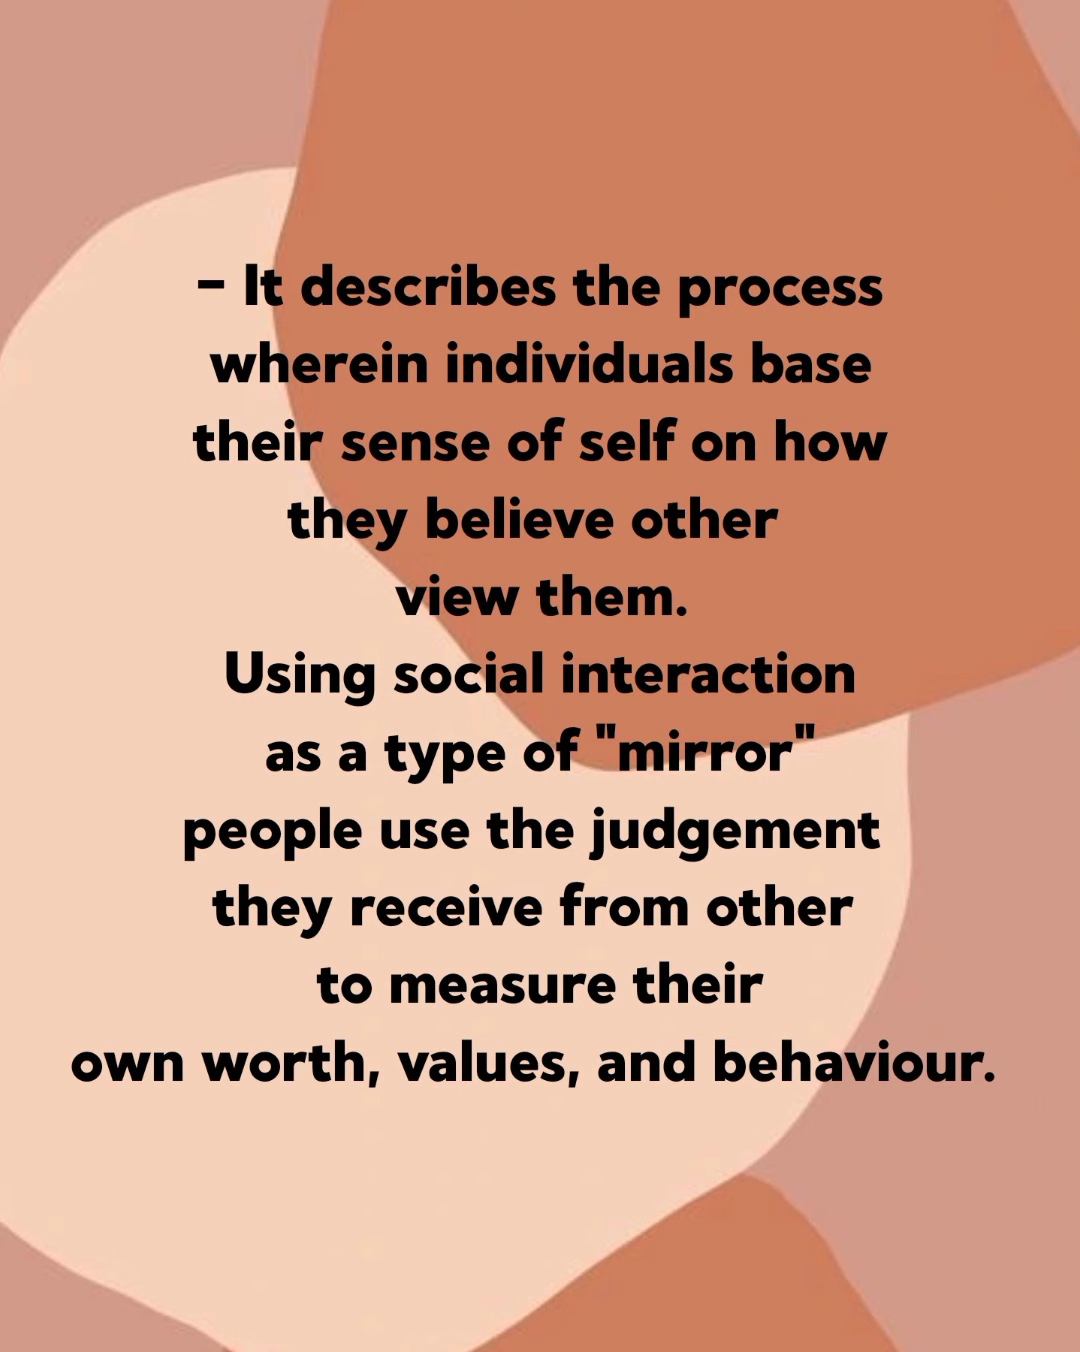 - It describes the process
wherein individuals base
their sense of self on how
they believe other
view them.
Using social interaction
as a type of "mirror"
people use the judgement
they receive from other
to measure their
own worth, values, and behaviour.